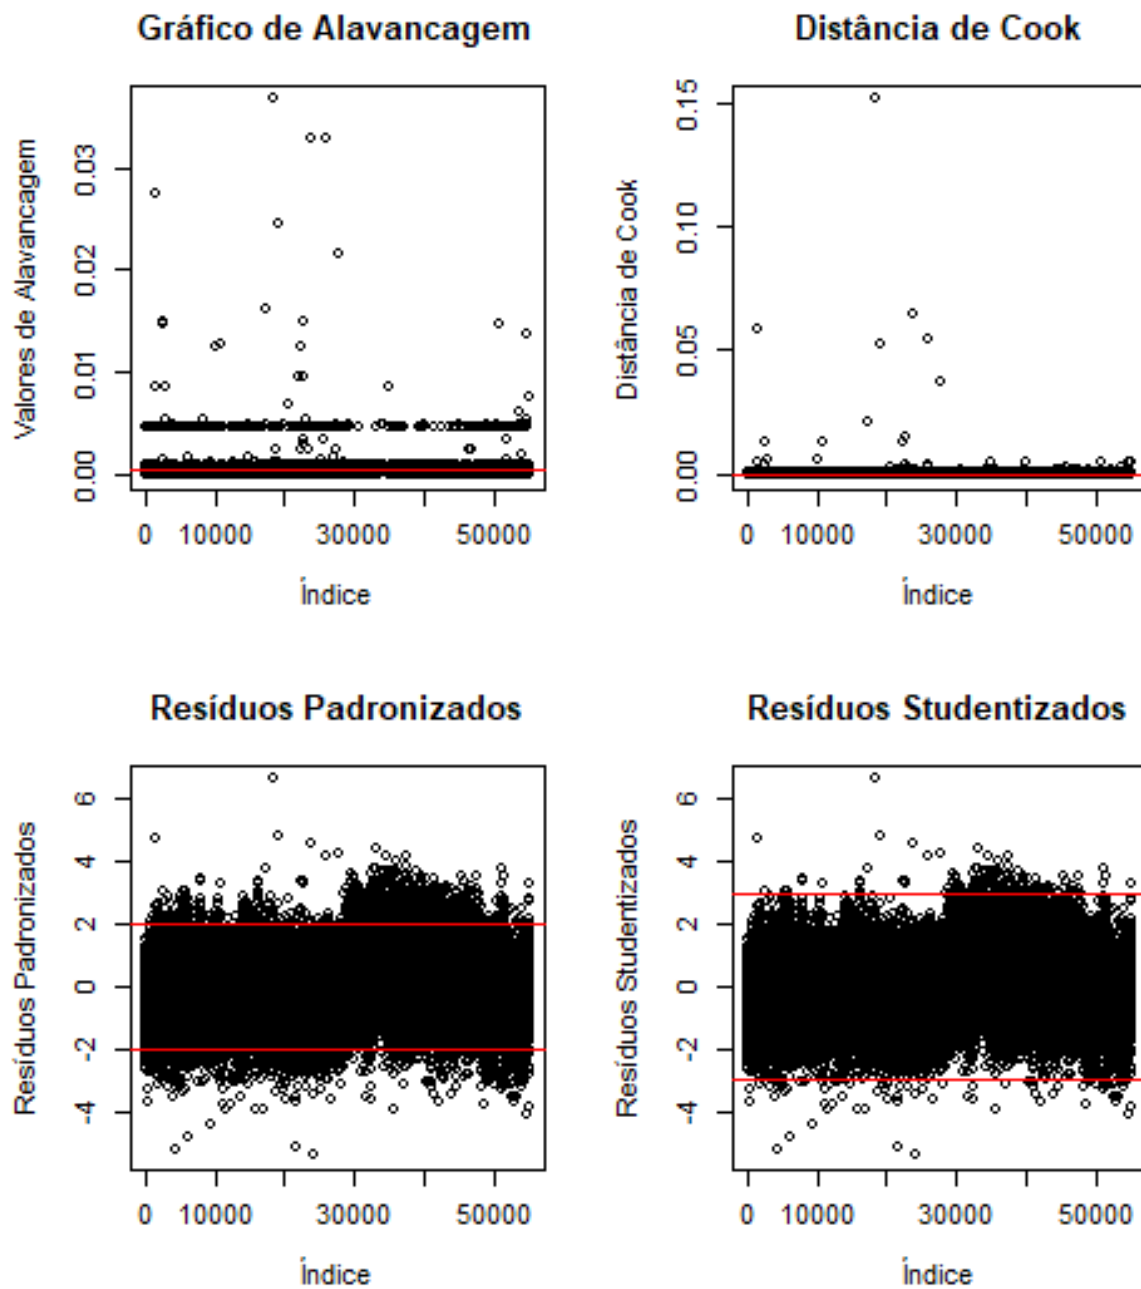 Gráfico de Alavancagem
Valores de Alavancagem
0.00 0.01 0.02 0.03
0 10000 30000 50000
Índice
Distância de Cook
Distância de Cook
0.00 0.05 0.10 0.15
0 10000 30000 50000
Índice
Resíduos Padronizados
Resíduos Padronizados
-4 -2 0 2 4 6
0 10000 30000 50000
Índice
Resíduos Studentizados
Resíduos Studentizados
-4 -2 0 2 4 6
0 10000 30000 50000
Índice